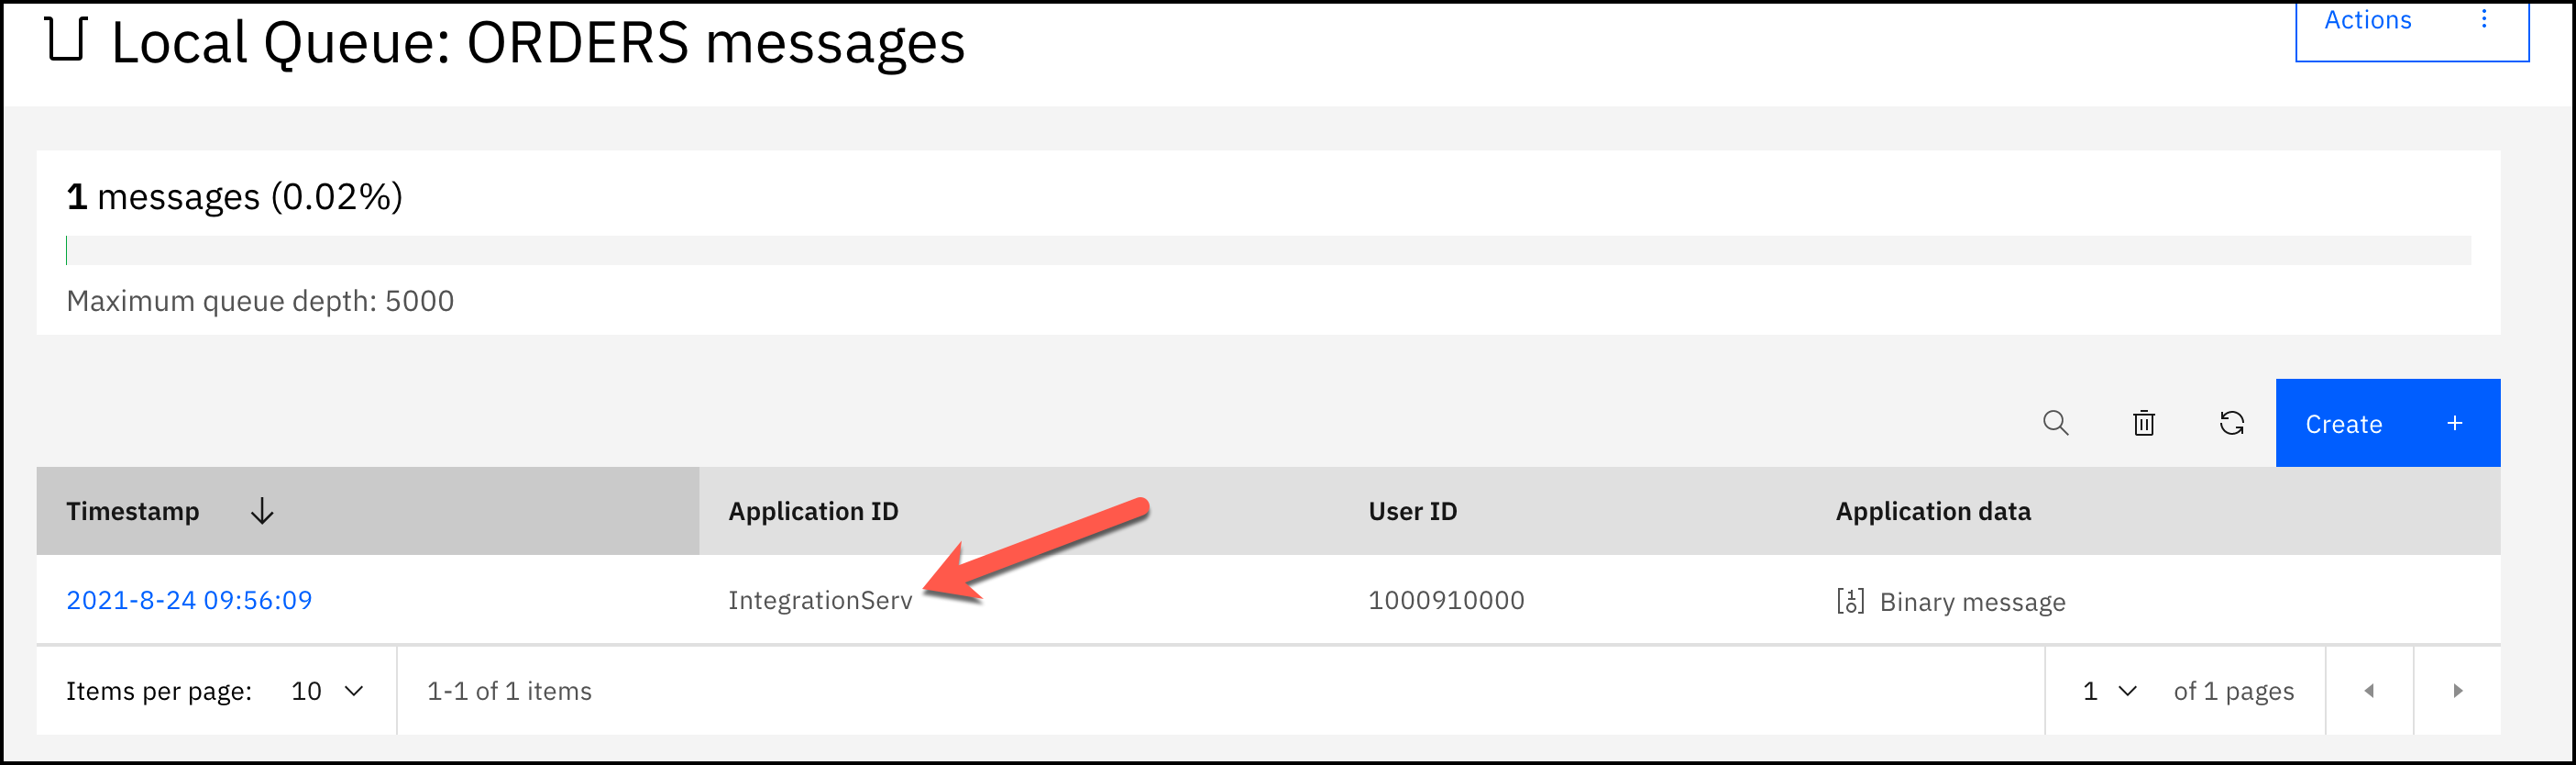 Local Queue: ORDERS messages
Actions
1 messages (0.02%)
Maximum queue depth: 5000
Create +
Timestamp Application ID User ID Application data
2021-8-24 09:56:09 IntegrationServ 1000910000 Binary message
Items per page: 10 1-1 of 1 items 1 of 1 pages